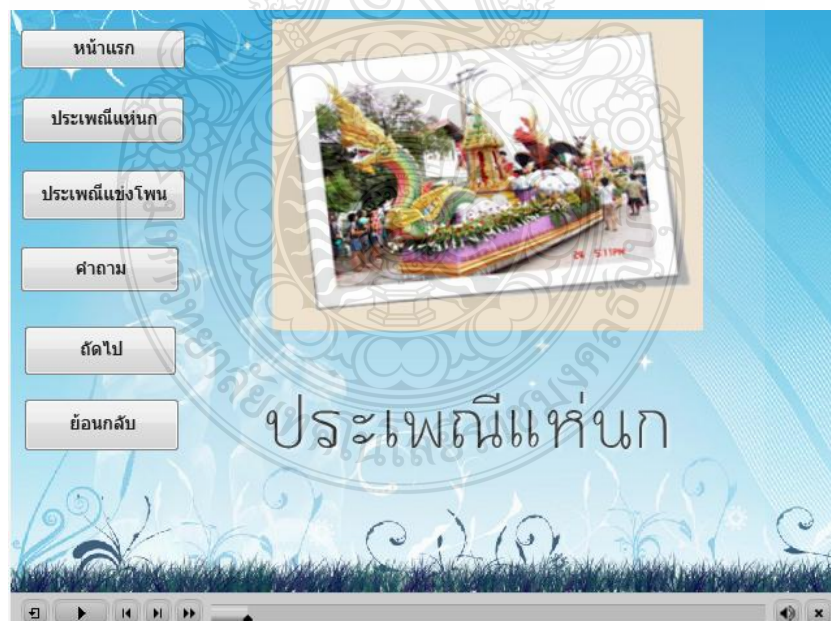 หน้าแรก
ประเพณีแห่นก
ประเพณีแข่งโพน
คำถาม
ถัดไป
ย้อนกลับ
5:11PM
ประเพณีแห่นก